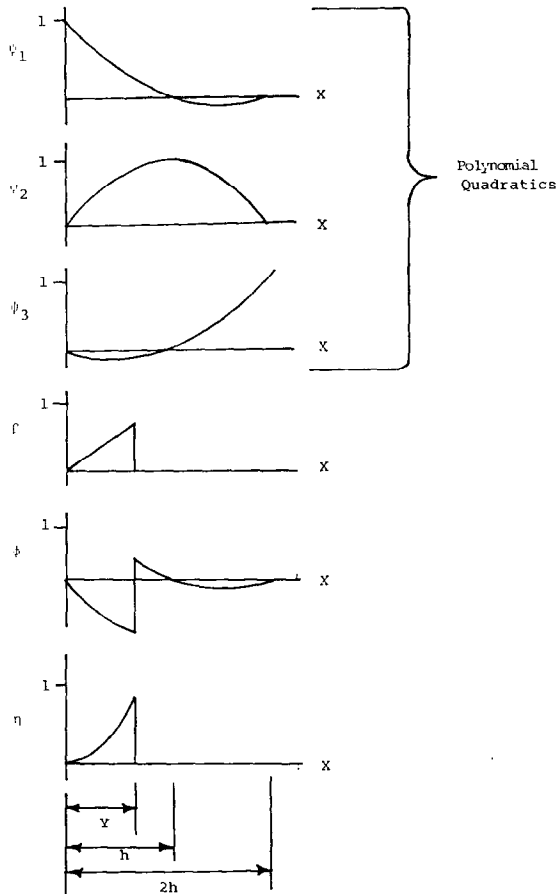 1
ψ1
X
1
ψ2
X
Polynomial
Quadratics
1
ψ3
X
1
X
1
ϕ
X
1
η
X
γ
h
2h